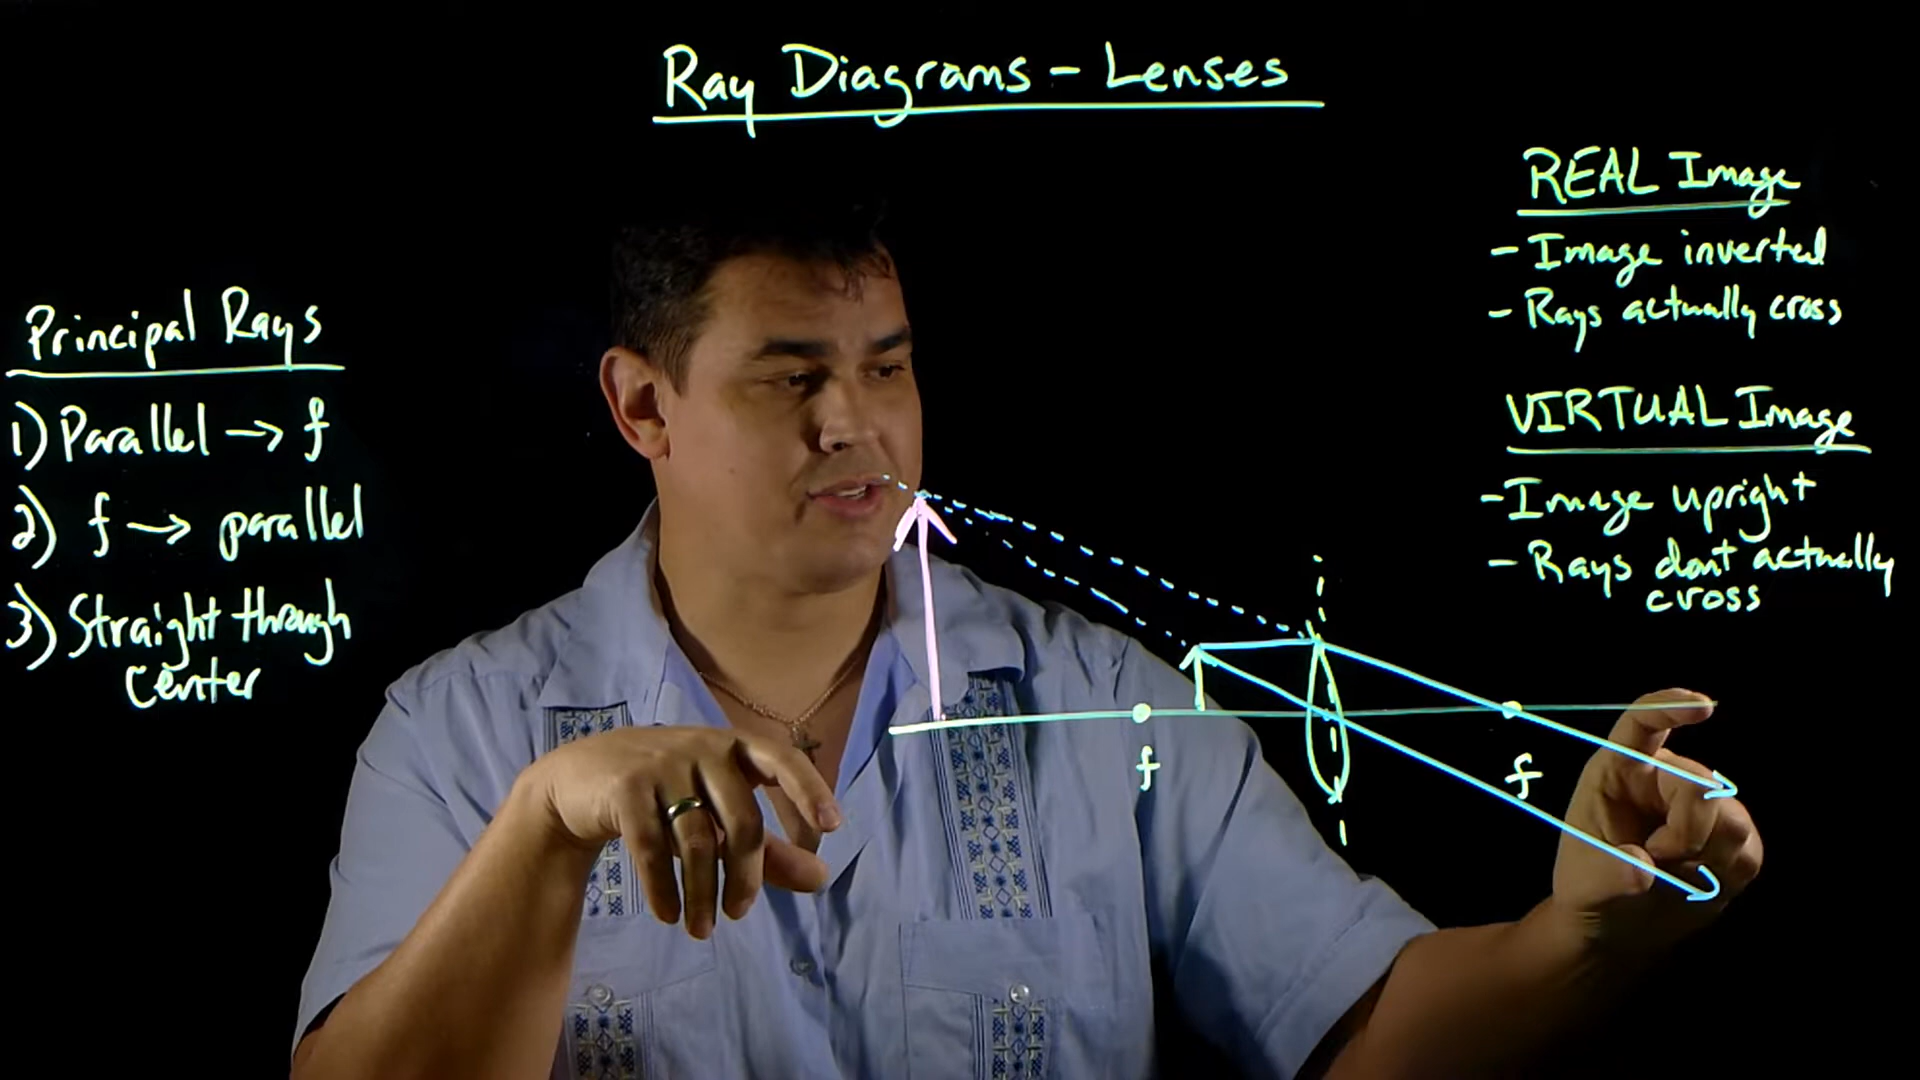 Ray Diagrams - Lenses
Principal Rays
1) Parallel → f
2) f → parallel
3) Straight through
center
REAL Image
- Image inverted
- Rays actually cross
VIRTUAL Image
- Image upright
- Rays dont actually
cross
f
f